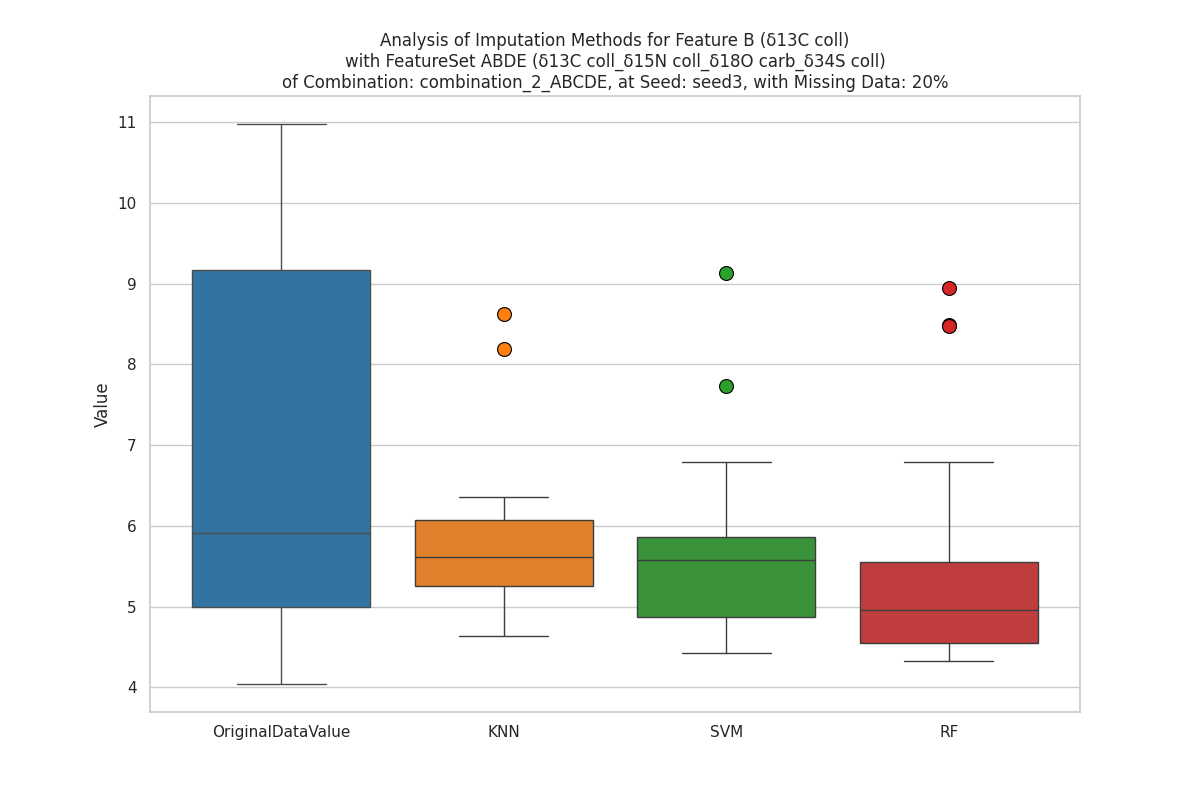 Analysis of Imputation Methods for Feature B (δ13C coll)
with FeatureSet ABDE (δ13C coll_δ15N coll_δ18O carb_δ34S coll)
of Combination: combination_2_ABCDE, at Seed: seed3, with Missing Data: 20%
11
10
9
8
7
6
5
4
Value
OriginalDataValue
KNN
SVM
RF